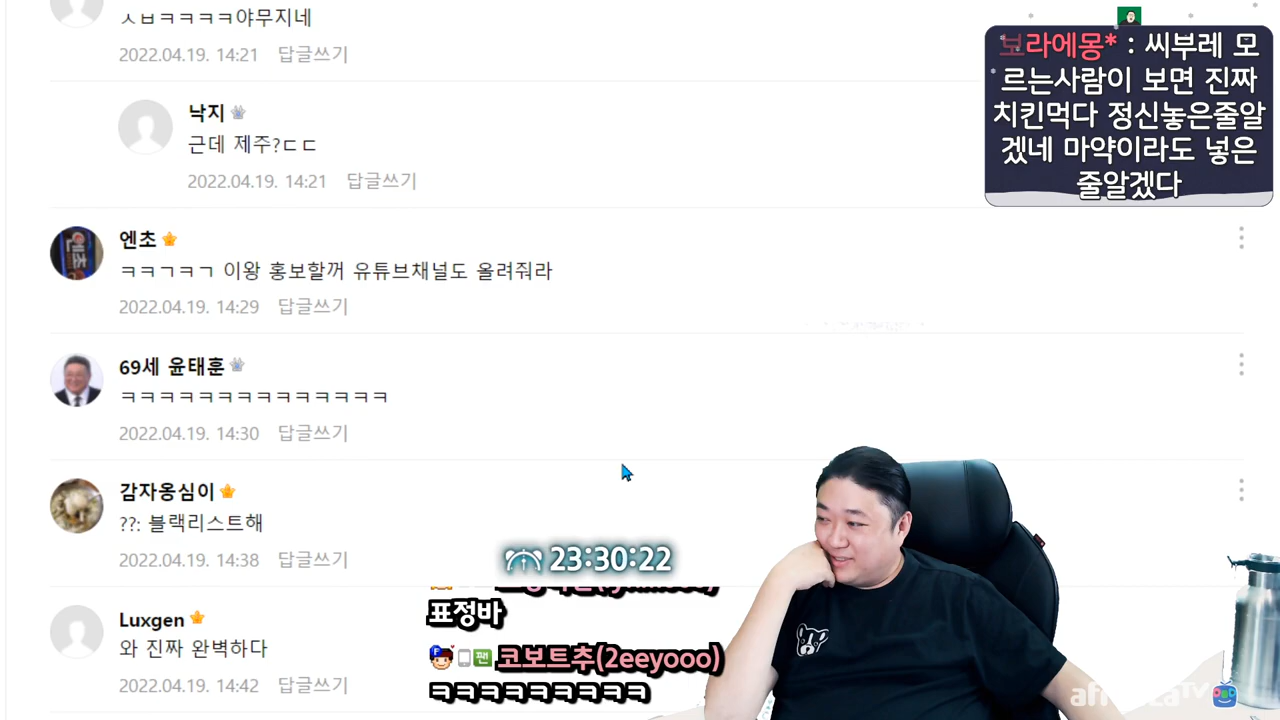 ㅅㅂㅋㅋㅋㅋ야무지네
2022.04.19. 14:21 답글쓰기
낙지
근데 제주?ㄷㄷ
2022.04.19. 14:21 답글쓰기
엔초
ㅋㅋㄱㅋㄱ 이왕 홍보할꺼 유튜브채널도 올려줘라
2022.04.19. 14:29 답글쓰기
69세 윤태훈
ㅋㅋㅋㅋㅋㅋㅋㅋㅋㅋㅋㅋㅋㅋ
2022.04.19. 14:30 답글쓰기
감자옹심이
??: 블랙리스트해
2022.04.19. 14:38 답글쓰기
Luxgen
와 진짜 완벽하다
2022.04.19. 14:42 답글쓰기
보라에몽* : 씨부레 모
르는사람이 보면 진짜
치킨먹다 정신놓은줄알
겠네 마약이라도 넣은
줄알겠다
23:30:22
표정바
팬 코보트추(2eeyooo)
ㅋㅋㅋㅋㅋㅋㅋㅋㅋ
afreecaTV